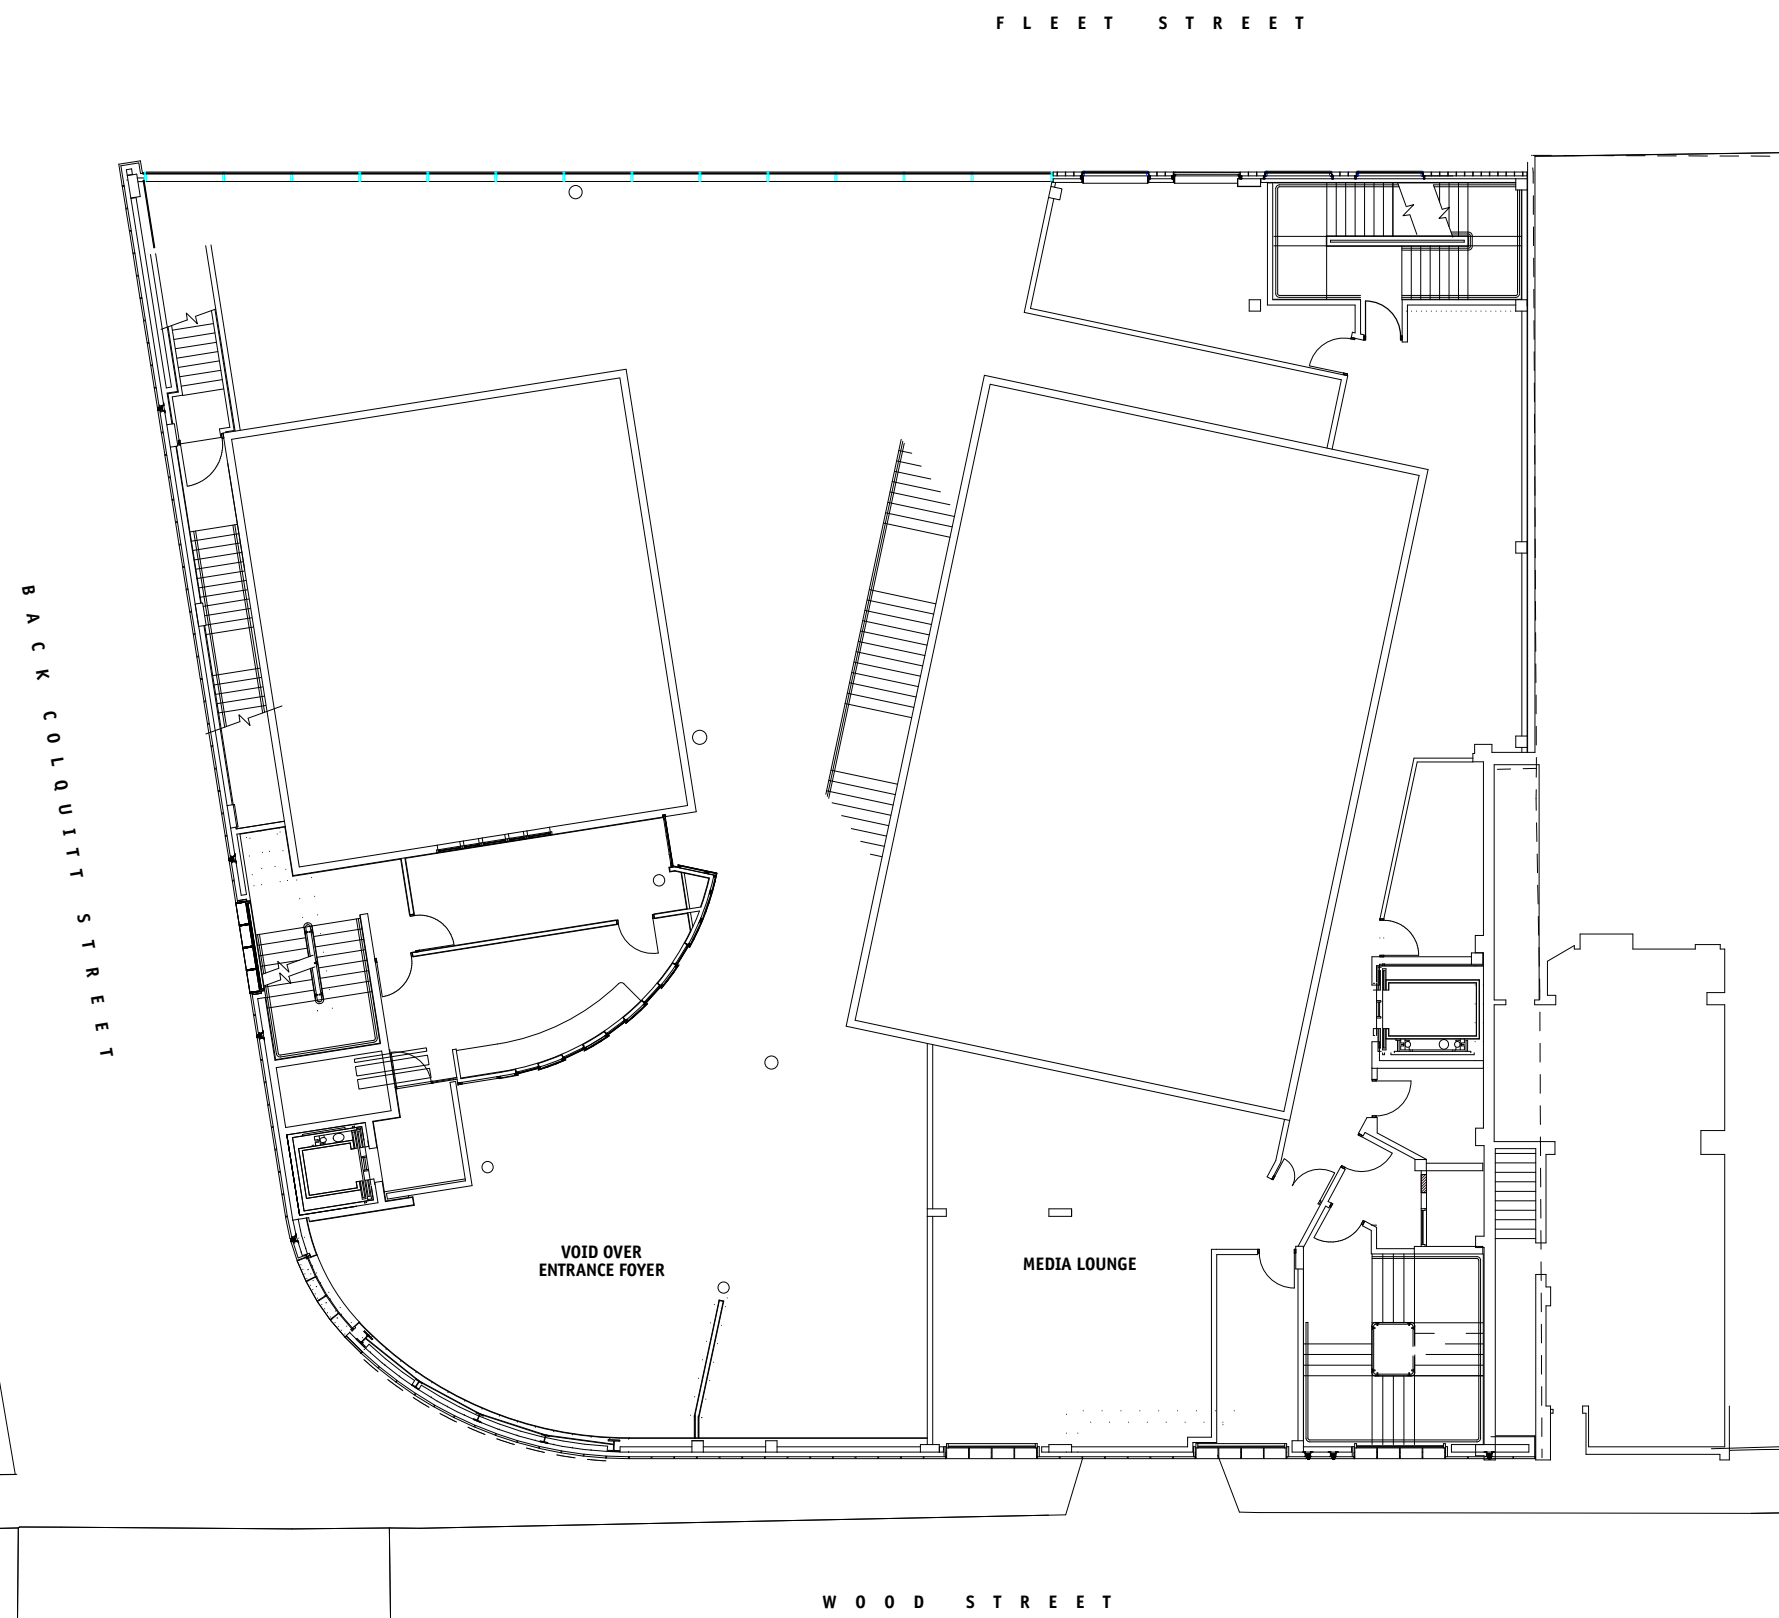 FLEET STREET
BACK COLQUITT STREET
VOID OVER
ENTRANCE FOYER
MEDIA LOUNGE
WOOD STREET